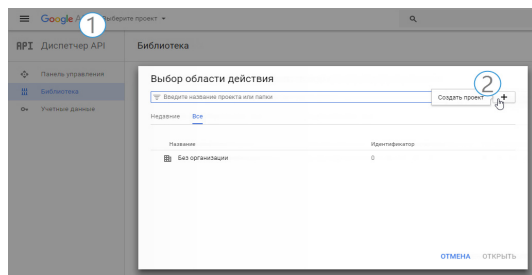 Google A
1
Выберите проект
API Диспетчер API
Библиотека
Панель управления
Библиотека
Учетные данные
Выбор области действия
2
Введите название проекта или папки
Создать проект
+
Недавние Все
Название Идентификатор
Без организации 0
ОТМЕНА ОТКРЫТЬ